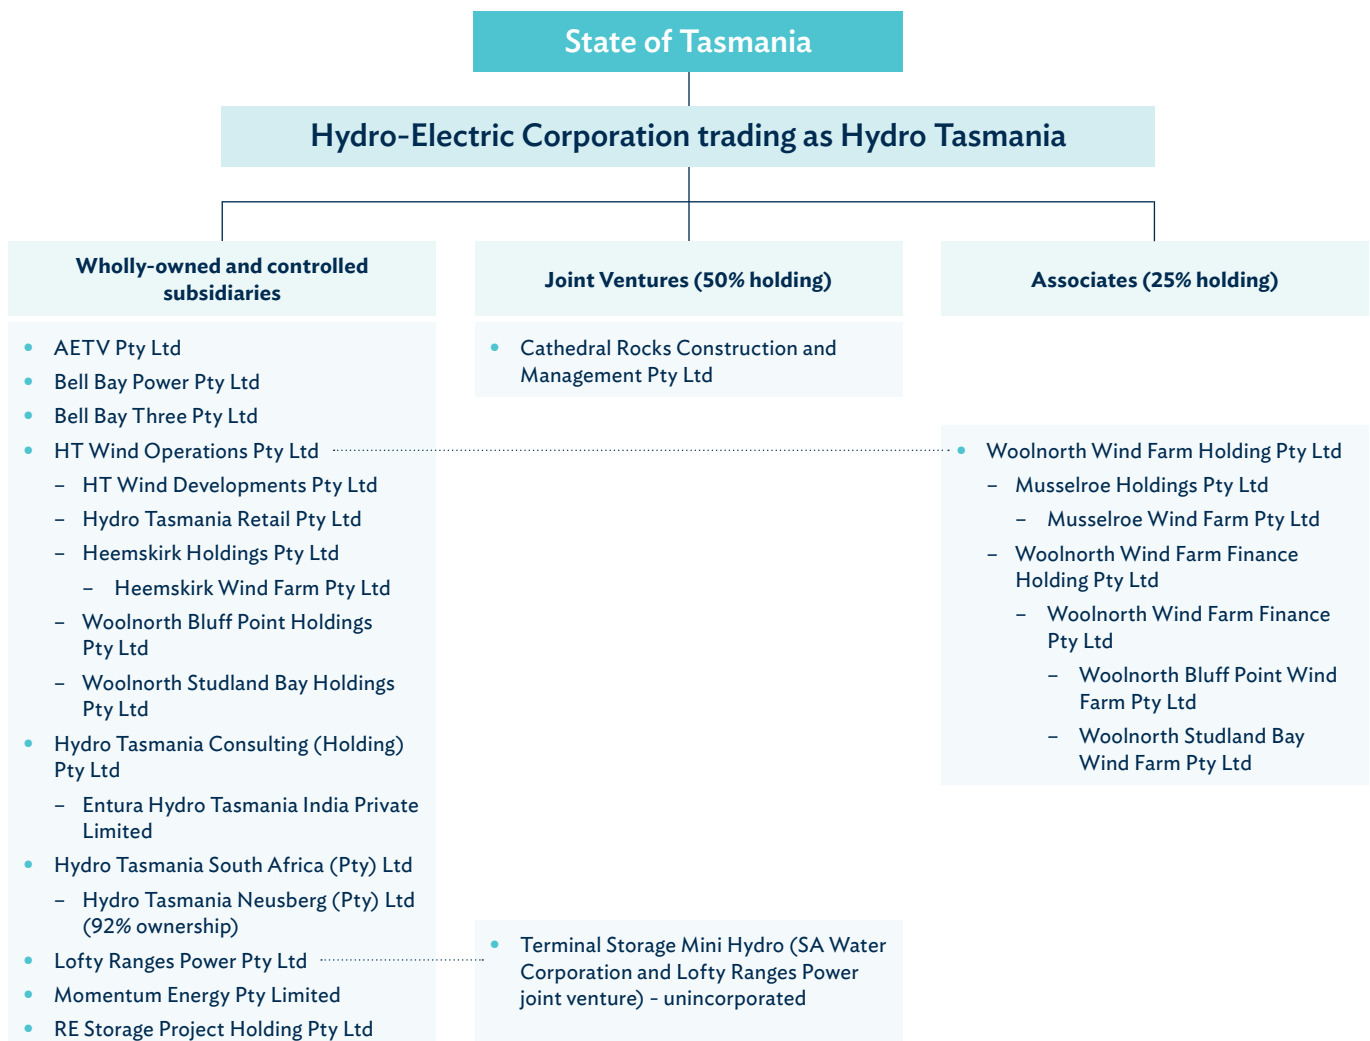 State of Tasmania
Hydro-Electric Corporation trading as Hydro Tasmania
Wholly-owned and controlled
subsidiaries
• AETV Pty Ltd
• Bell Bay Power Pty Ltd
• Bell Bay Three Pty Ltd
• HT Wind Operations Pty Ltd
– HT Wind Developments Pty Ltd
– Hydro Tasmania Retail Pty Ltd
– Heemskirk Holdings Pty Ltd
– Heemskirk Wind Farm Pty Ltd
– Woolnorth Bluff Point Holdings
Pty Ltd
– Woolnorth Studland Bay Holdings
Pty Ltd
• Hydro Tasmania Consulting (Holding)
Pty Ltd
– Entura Hydro Tasmania India Private
Limited
• Hydro Tasmania South Africa (Pty) Ltd
– Hydro Tasmania Neusberg (Pty) Ltd
(92% ownership)
• Lofty Ranges Power Pty Ltd
• Momentum Energy Pty Limited
• RE Storage Project Holding Pty Ltd
Joint Ventures (50% holding)
• Cathedral Rocks Construction and
Management Pty Ltd
• Terminal Storage Mini Hydro (SA Water
Corporation and Lofty Ranges Power
joint venture) - unincorporated
Associates (25% holding)
• Woolnorth Wind Farm Holding Pty Ltd
– Musselroe Holdings Pty Ltd
– Musselroe Wind Farm Pty Ltd
– Woolnorth Wind Farm Finance
Holding Pty Ltd
– Woolnorth Wind Farm Finance
Pty Ltd
– Woolnorth Bluff Point Wind
Farm Pty Ltd
– Woolnorth Studland Bay
Wind Farm Pty Ltd